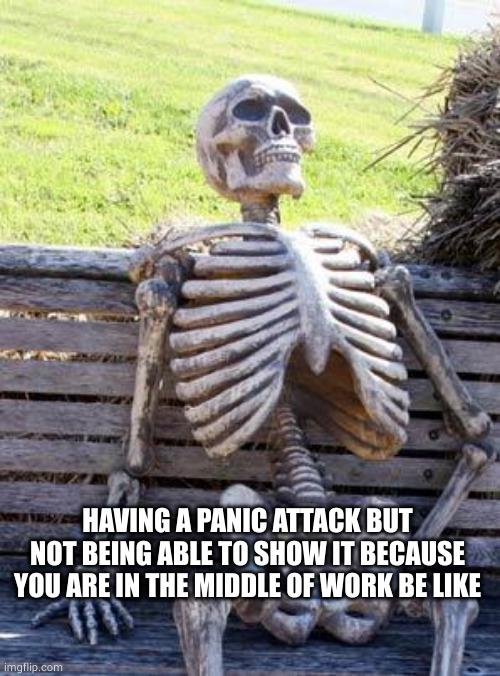 HAVING A PANIC ATTACK BUT
NOT BEING ABLE TO SHOW IT BECAUSE
YOU ARE IN THE MIDDLE OF WORK BE LIKE
imgflip.com